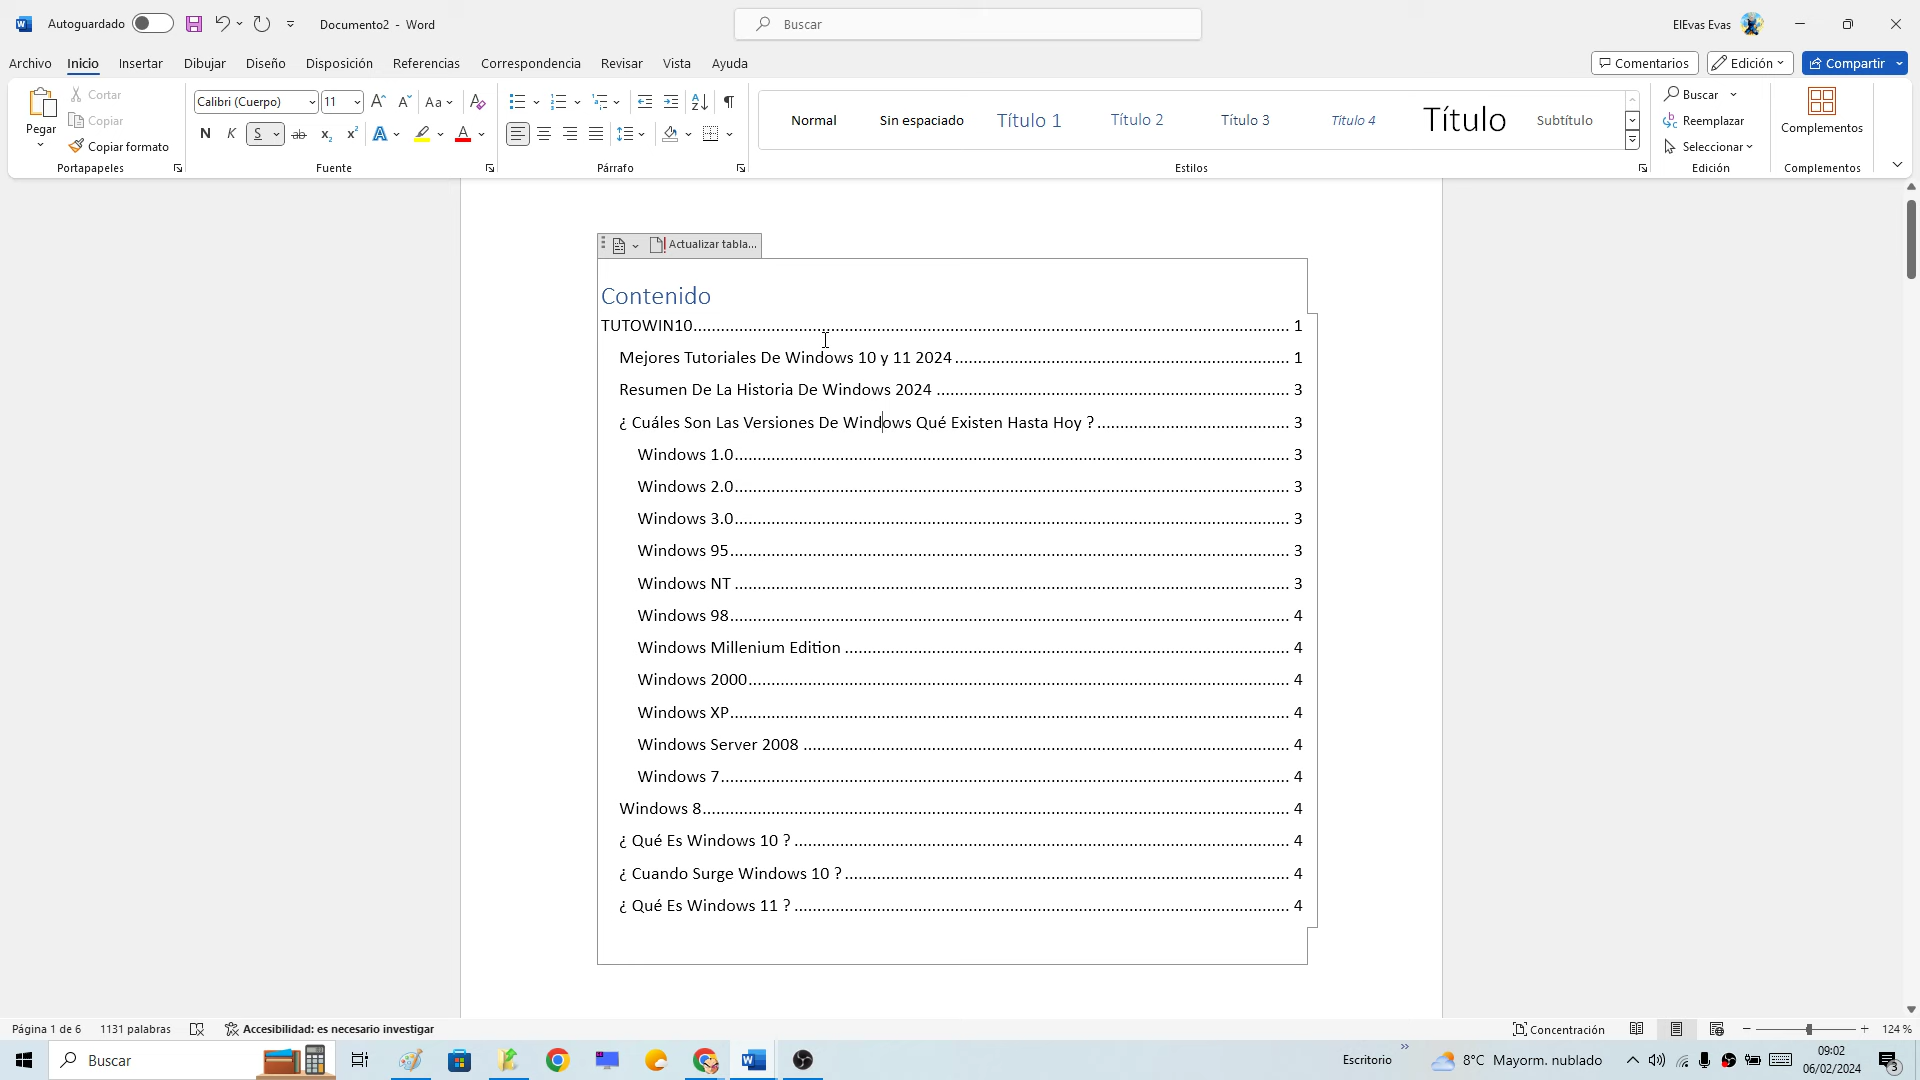 Autoguardado
Documento2 - Word
Buscar
ElEvas Evas
Archivo Inicio Insertar Dibujar Diseño Disposición Referencias Correspondencia Revisar Vista Ayuda
Comentarios Edición Compartir
Pegar
Cortar
Copiar
Copiar formato
Portapapeles
Calibri (Cuerpo) 11
Aa
N K S ab x₂ x² A A
Fuente
Párrafo
Normal Sin espaciado Título 1 Título 2 Título 3 Título 4 Título Subtítulo
Estilos
Buscar
Reemplazar
Seleccionar
Edición
Complementos
Complementos
Actualizar tabla...
Contenido
TUTOWIN10 1
Mejores Tutoriales De Windows 10 y 11 2024 1
Resumen De La Historia De Windows 2024 3
¿ Cuáles Son Las Versiones De Windows Qué Existen Hasta Hoy ? 3
Windows 1.0 3
Windows 2.0 3
Windows 3.0 3
Windows 95 3
Windows NT 3
Windows 98 4
Windows Millenium Edition 4
Windows 2000 4
Windows XP 4
Windows Server 2008 4
Windows 7 4
Windows 8 4
¿ Qué Es Windows 10 ? 4
¿ Cuando Surge Windows 10 ? 4
¿ Qué Es Windows 11 ? 4
Página 1 de 6 1131 palabras Accesibilidad: es necesario investigar
Concentración 124 %
Buscar
Escritorio
8°C Mayorm. nublado
09:02
06/02/2024
3